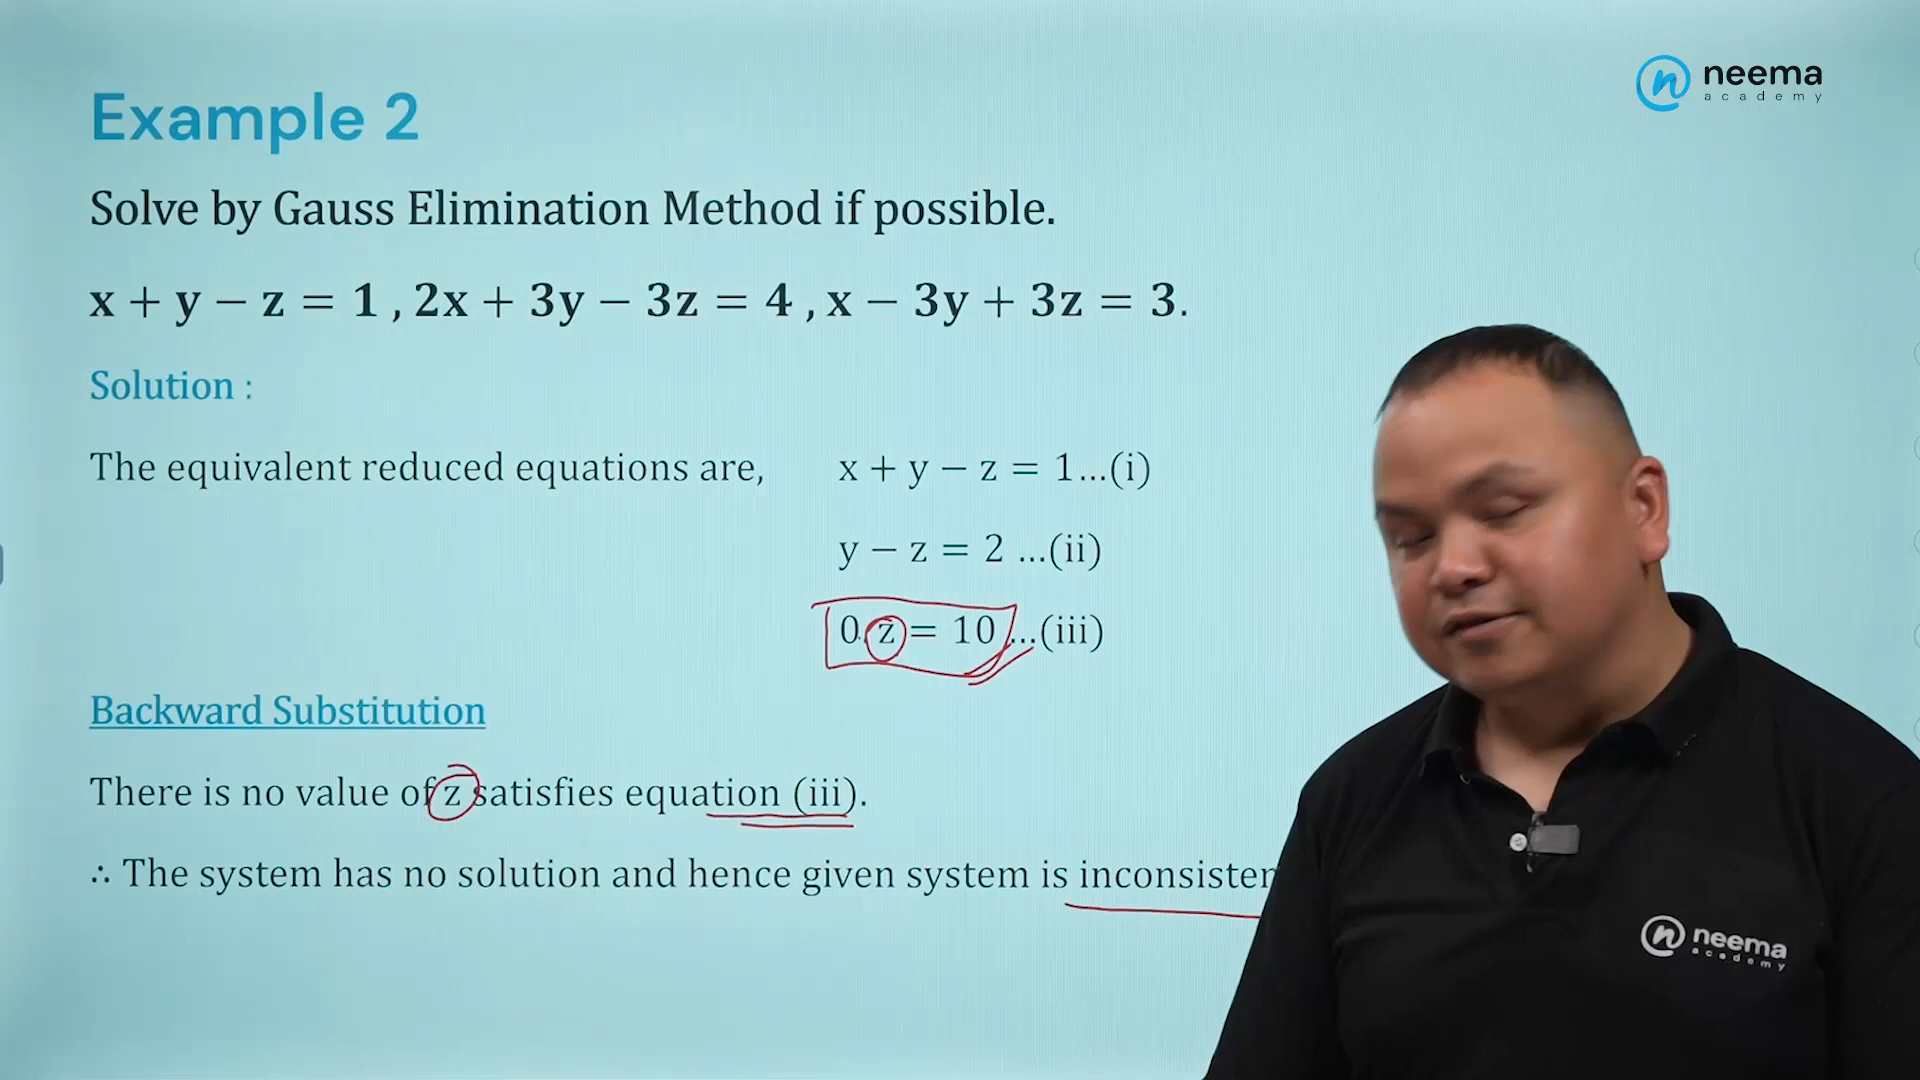 neema
academy
Example 2
Solve by Gauss Elimination Method if possible.
x + y − z = 1 , 2x + 3y − 3z = 4 , x − 3y + 3z = 3.
Solution :
The equivalent reduced equations are, x + y − z = 1...(i)
y − z = 2 ...(ii)
0. z = 10 ...(iii)
Backward Substitution
There is no value of z satisfies equation (iii).
∴ The system has no solution and hence given system is
neema
academy